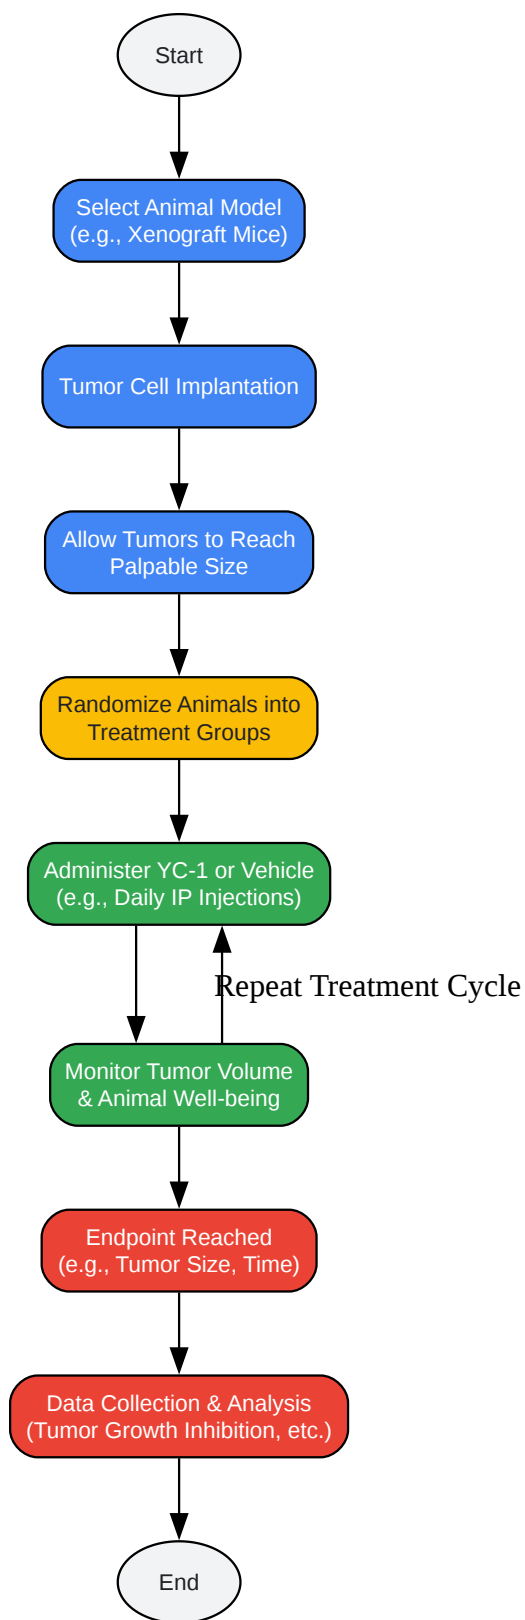 Start
Select Animal Model
(e.g., Xenograft Mice)
Tumor Cell Implantation
Allow Tumors to Reach
Palpable Size
Randomize Animals into
Treatment Groups
Administer YC-1 or Vehicle
(e.g., Daily IP Injections)
Repeat Treatment Cycle
Monitor Tumor Volume
& Animal Well-being
Endpoint Reached
(e.g., Tumor Size, Time)
Data Collection & Analysis
(Tumor Growth Inhibition, etc.)
End